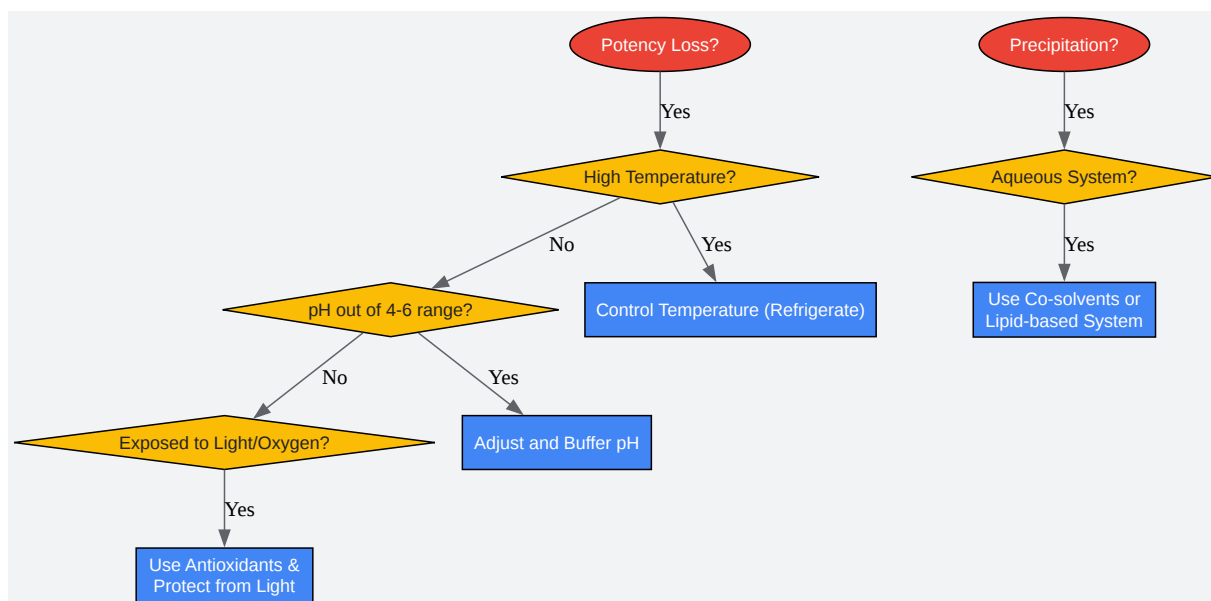 Potency Loss?
Precipitation?
Yes
Yes
High Temperature?
Aqueous System?
No
Yes
Yes
pH out of 4-6 range?
Control Temperature (Refrigerate)
Use Co-solvents or
Lipid-based System
No
Yes
Exposed to Light/Oxygen?
Adjust and Buffer pH
Yes
Use Antioxidants &
Protect from Light